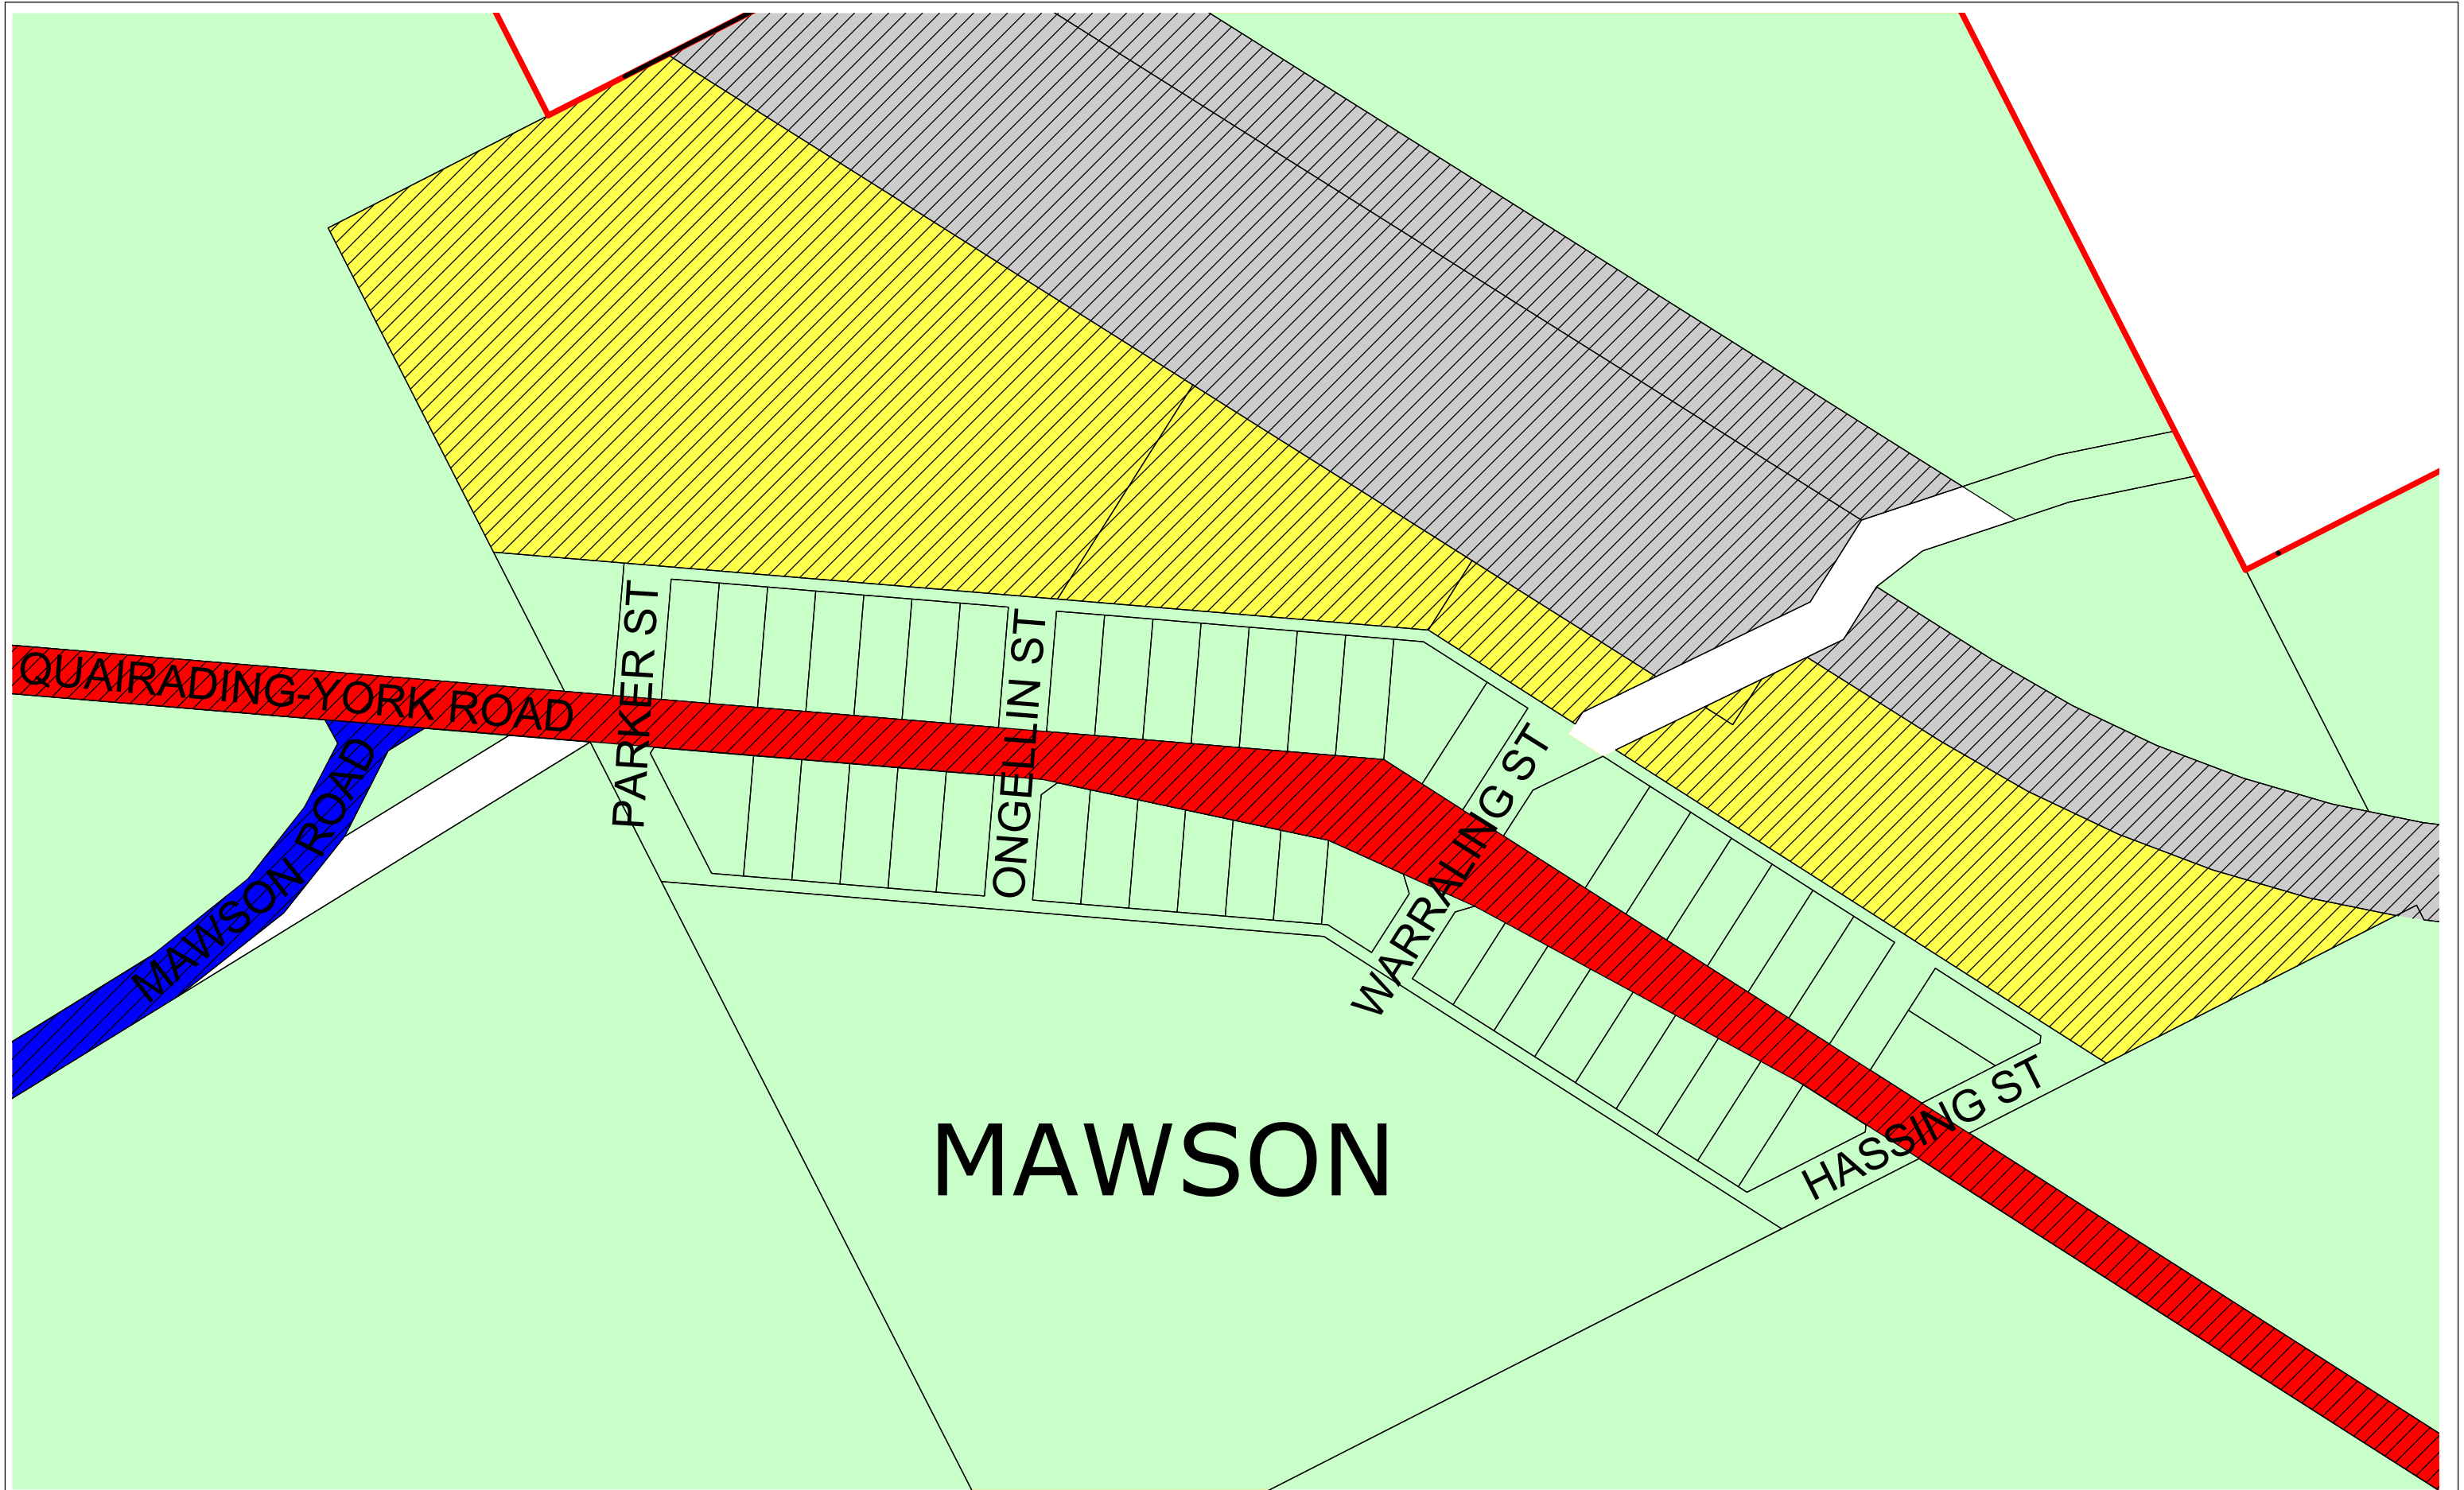 PARKER ST
ONGELLIN ST
QUAIRADING-YORK ROAD
WARRALING ST
MAWSON ROAD
HASSING ST
MAWSON